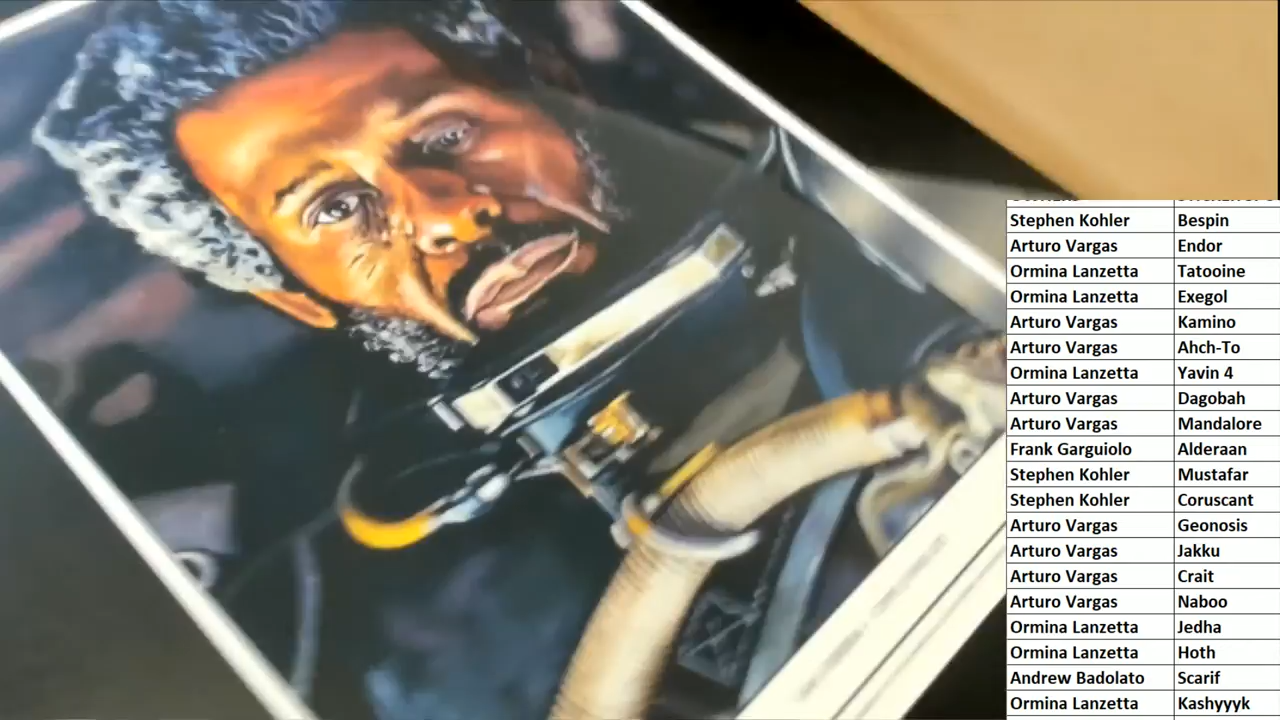 Stephen Kohler Bespin
Arturo Vargas Endor
Ormina Lanzetta Tatooine
Ormina Lanzetta Exegol
Arturo Vargas Kamino
Arturo Vargas Ahch-To
Ormina Lanzetta Yavin 4
Arturo Vargas Dagobah
Arturo Vargas Mandalore
Frank Garguiolo Alderaan
Stephen Kohler Mustafar
Stephen Kohler Coruscant
Arturo Vargas Geonosis
Arturo Vargas Jakku
Arturo Vargas Crait
Arturo Vargas Naboo
Ormina Lanzetta Jedha
Ormina Lanzetta Hoth
Andrew Badolato Scarif
Ormina Lanzetta Kashyyyk